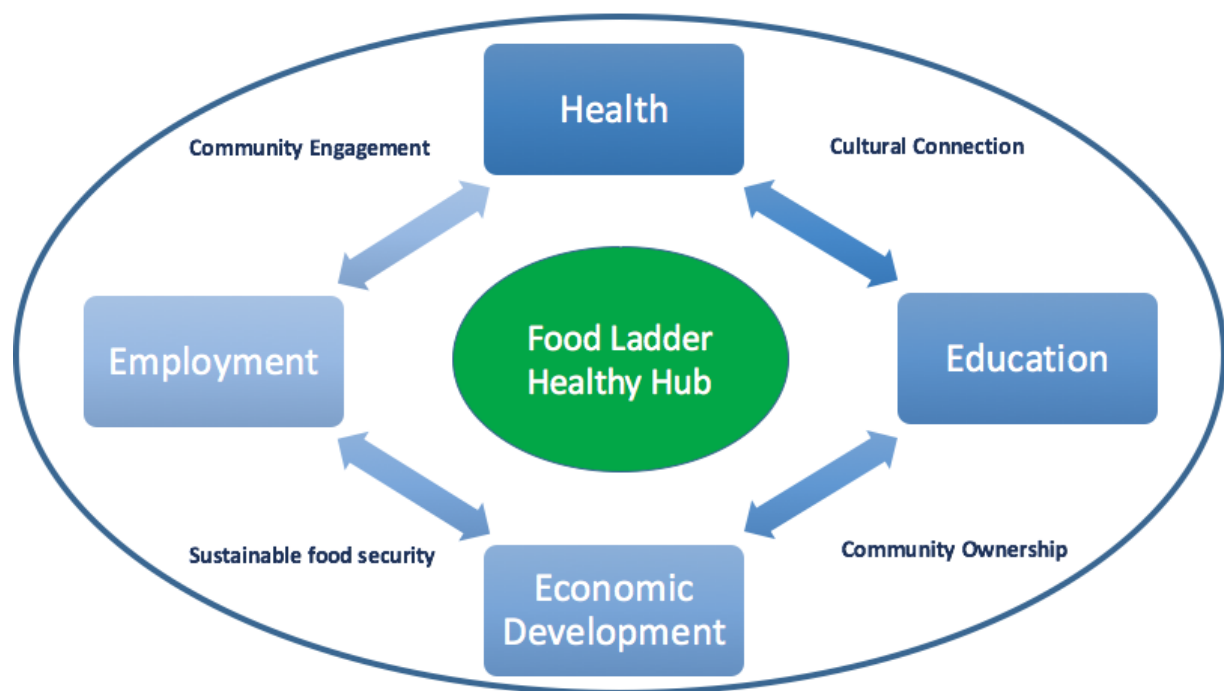 Health
Community Engagement
Cultural Connection
Food Ladder
Healthy Hub
Employment
Education
Sustainable food security
Community Ownership
Economic
Development